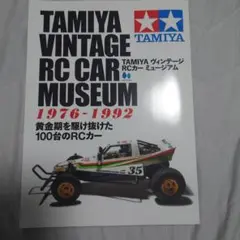 TAMIYA
VINTAGE
RC CAR
MUSEUM
TAMIYA
TAMIYA ヴィンテージ
RCカー ミュージアム
1976-1992
黄金期を駆け抜けた
100台のRCカー
35